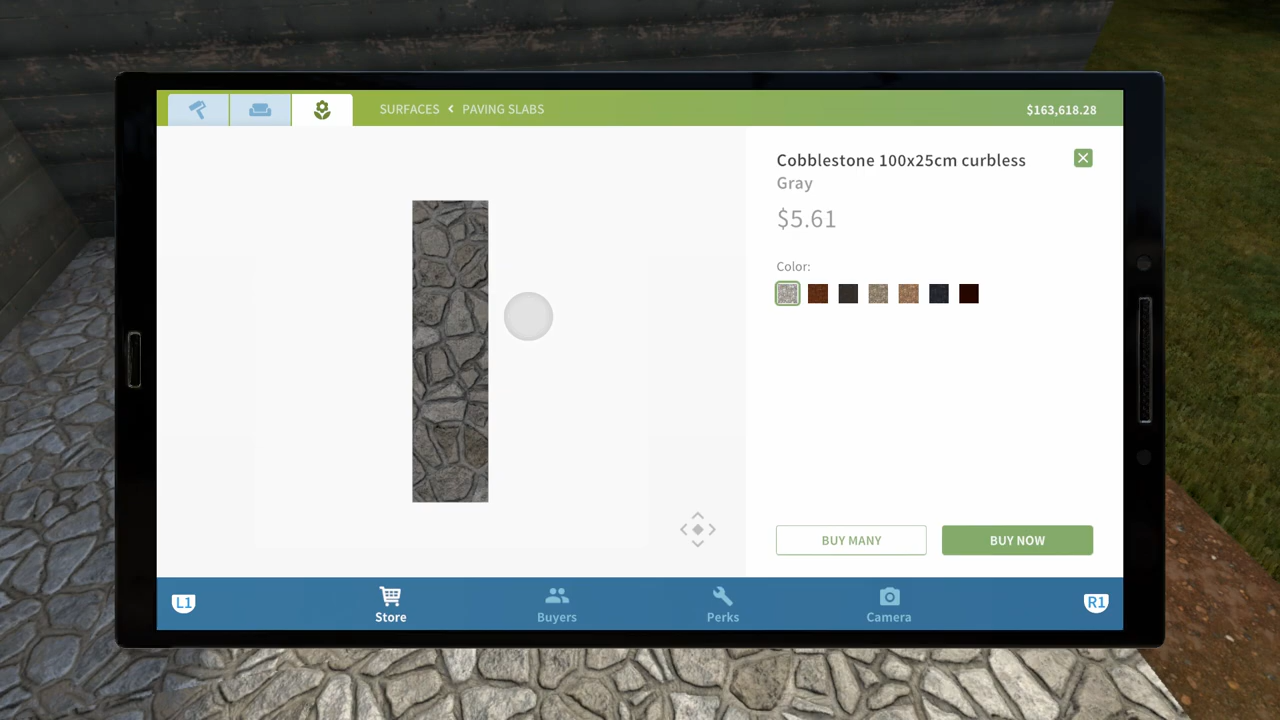 SURFACES < PAVING SLABS
$163,618.28
Cobblestone 100x25cm curbless
Gray
$5.61
Color:
BUY MANY
BUY NOW
L1
Store
Buyers
Perks
Camera
R1